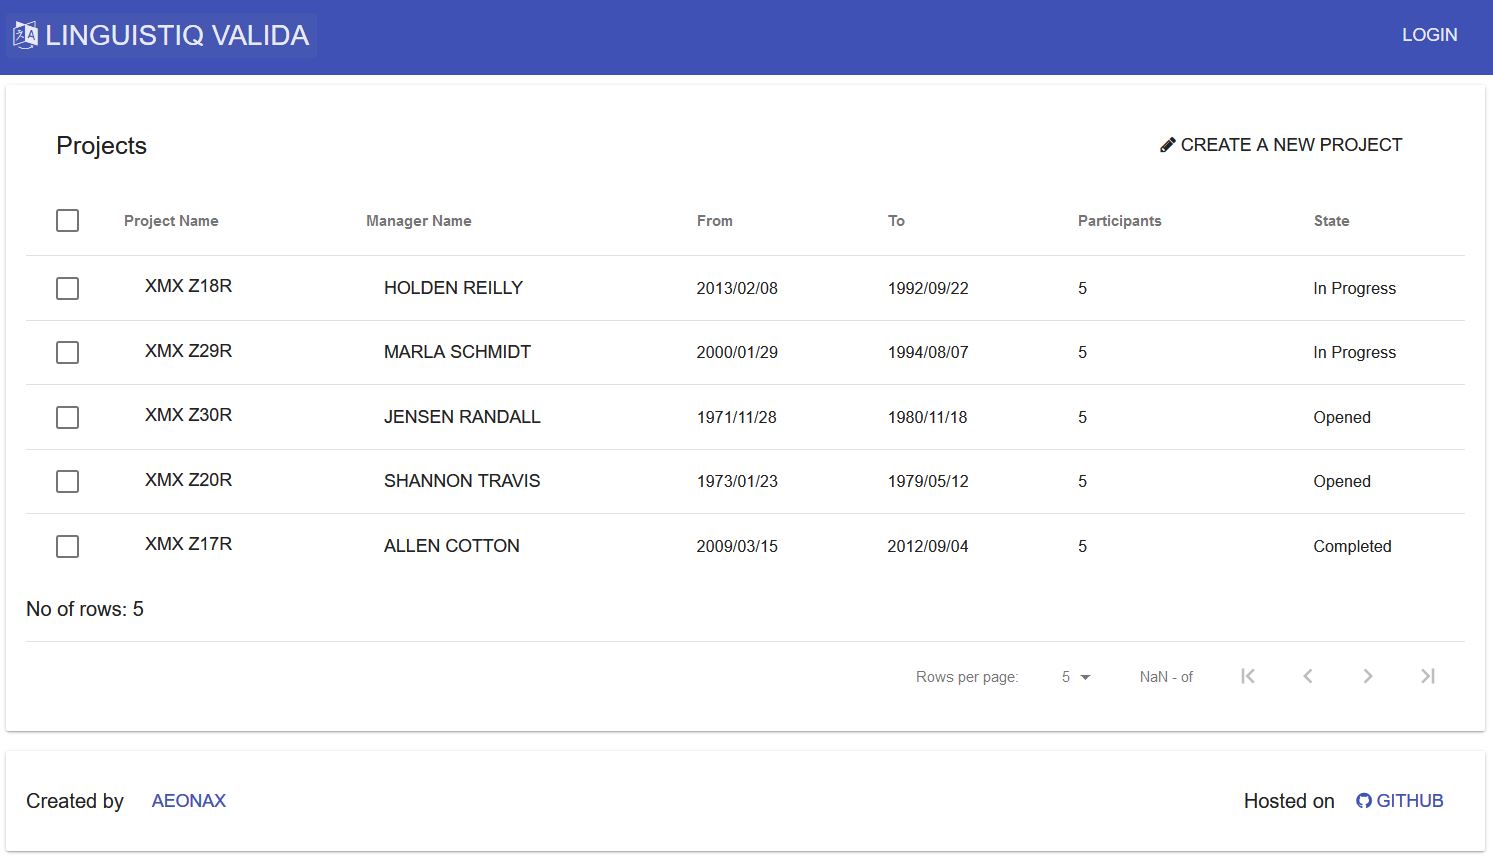 LINGUISTIQ VALIDA LOGIN
Projects CREATE A NEW PROJECT
Project Name Manager Name From To Participants State
XMX Z18R HOLDEN REILLY 2013/02/08 1992/09/22 5 In Progress
XMX Z29R MARLA SCHMIDT 2000/01/29 1994/08/07 5 In Progress
XMX Z30R JENSEN RANDALL 1971/11/28 1980/11/18 5 Opened
XMX Z20R SHANNON TRAVIS 1973/01/23 1979/05/12 5 Opened
XMX Z17R ALLEN COTTON 2009/03/15 2012/09/04 5 Completed
No of rows: 5
Rows per page: 5 NaN - of
Created by AEONAX Hosted on GITHUB